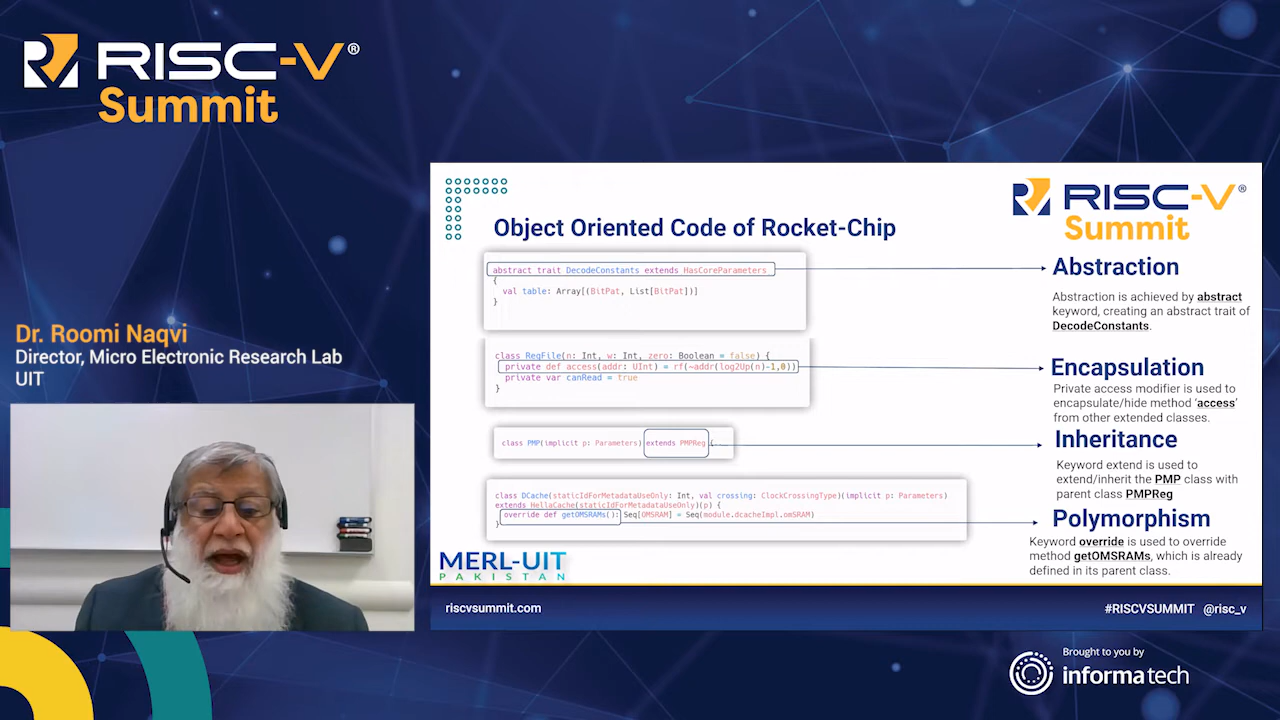 RISC-V®
Summit
Dr. Roomi Naqvi
Director, Micro Electronic Research Lab
UIT
RISC-V®
Summit
Object Oriented Code of Rocket-Chip
abstract trait DecodeConstants extends HasCoreParameters
{
val table: Array[(BitPat, List[BitPat])]
}
Abstraction
Abstraction is achieved by abstract
keyword, creating an abstract trait of
DecodeConstants.
class RegFile(n: Int, w: Int, zero: Boolean = false) {
private def access(addr: UInt) = rf(~addr(log2Up(n)-1,0))
private var canRead = true
}
Encapsulation
Private access modifier is used to
encapsulate/hide method ‘access’
from other extended classes.
class PMP(implicit p: Parameters) extends PMPReg {
Inheritance
Keyword extend is used to
extend/inherit the PMP class with
parent class PMPReg
class DCache(staticIdForMetadataUseOnly: Int, val crossing: ClockCrossingType)(implicit p: Parameters)
extends HellaCache(staticIdForMetadataUseOnly)(p) {
override def getOMSRAMs(): Seq[OMSRAM] = Seq(module.dcacheImpl.omSRAM)
}
Polymorphism
Keyword override is used to override
method getOMSRAMs, which is already
defined in its parent class.
MERL-UIT
PAKISTAN
riscvsummit.com
#RISCVSUMMIT @risc_v
Brought to you by
informa tech